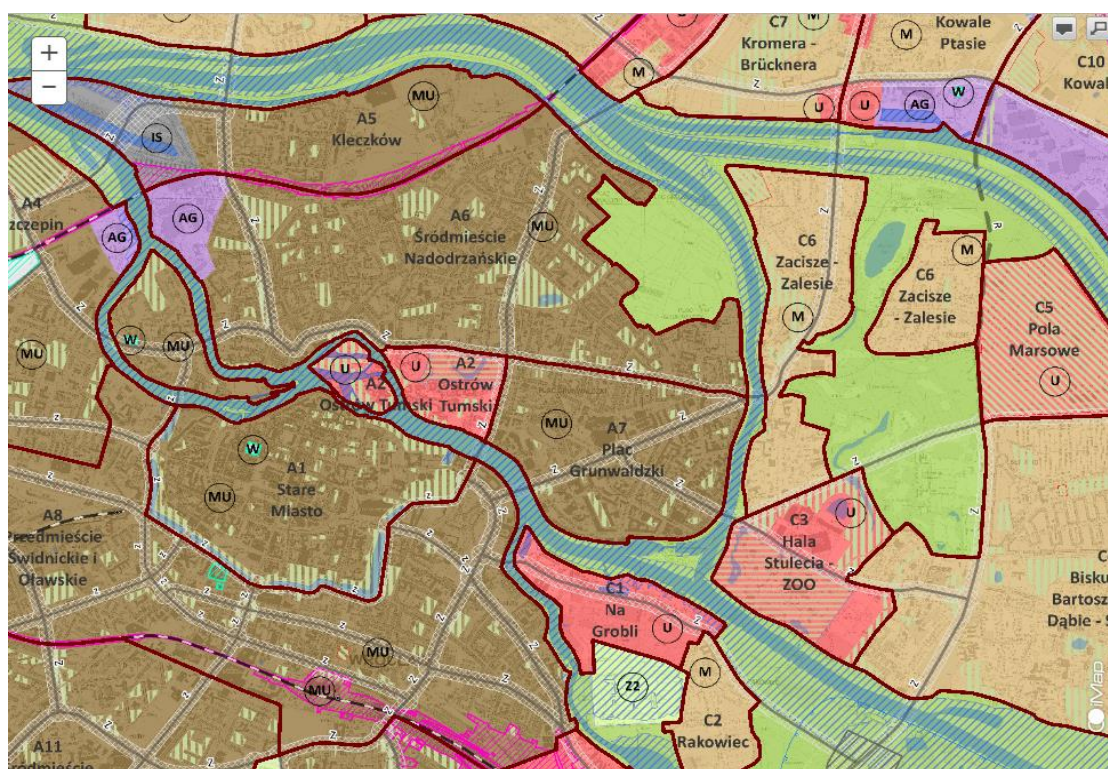 +
−
C7
Kromera -
Brücknera
M
U
M
MU
Kowale
Ptasie
M
C10
Kowal
U
U
AG
W
IS
A5
Kleczków
A4
zczepin
AG
AG
A6
Śródmieście
Nadodrzańskie
MU
C6
Zacisze -
Zalesie
M
M
C6
Zacisze
- Zalesie
R
C5
Pola
Marsowe
U
MU
W
MU
U
A2
Ostrów Tumski
U
A2
Ostrów
Tumski
MU
A7
Plac
Grunwaldzki
W
A1
Stare
Miasto
MU
A8
Przedmieście
Świdnickie i
Oławskie
U
C3
Hala
Stulecia -
ZOO
C1
Na
Grobli
U
Bisku
Bartosz
Dąbie - S
MU
MU
Z2
M
C2
Rakowiec
A11
ródmieście
iMap
Z
Z
Z
Z
Z
Z
Z
Z